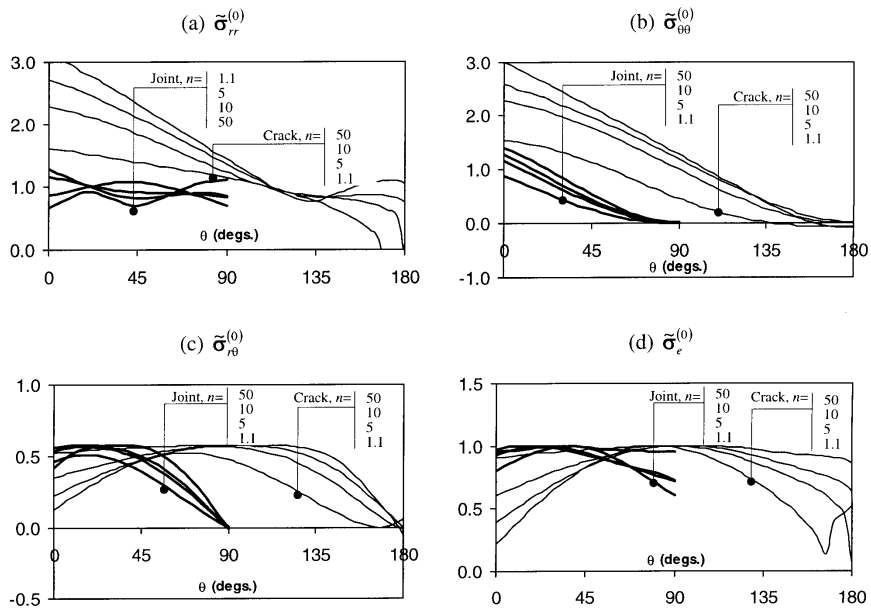 (a) σ̃rr(0)
3.0
2.0
1.0
0.0
Joint, n= 1.1
5
10
50
Crack, n= 50
10
5
1.1
θ (degs.)
0 45 90 135 180
(b) σ̃θθ(0)
3.0
2.0
1.0
0.0
-1.0
Joint, n= 50
10
5
1.1
Crack, n= 50
10
5
1.1
0 45 90 135 180
θ (degs.)
(c) σ̃rθ(0)
1.0
0.5
0.0
-0.5
Joint, n= 50
10
5
1.1
Crack, n= 50
10
5
1.1
0 45 90 135 180
θ (degs.)
(d) σ̃e(0)
1.5
1.0
0.5
0.0
Joint, n= 50
10
5
1.1
Crack, n= 50
10
5
1.1
θ (degs.)
0 45 90 135 180